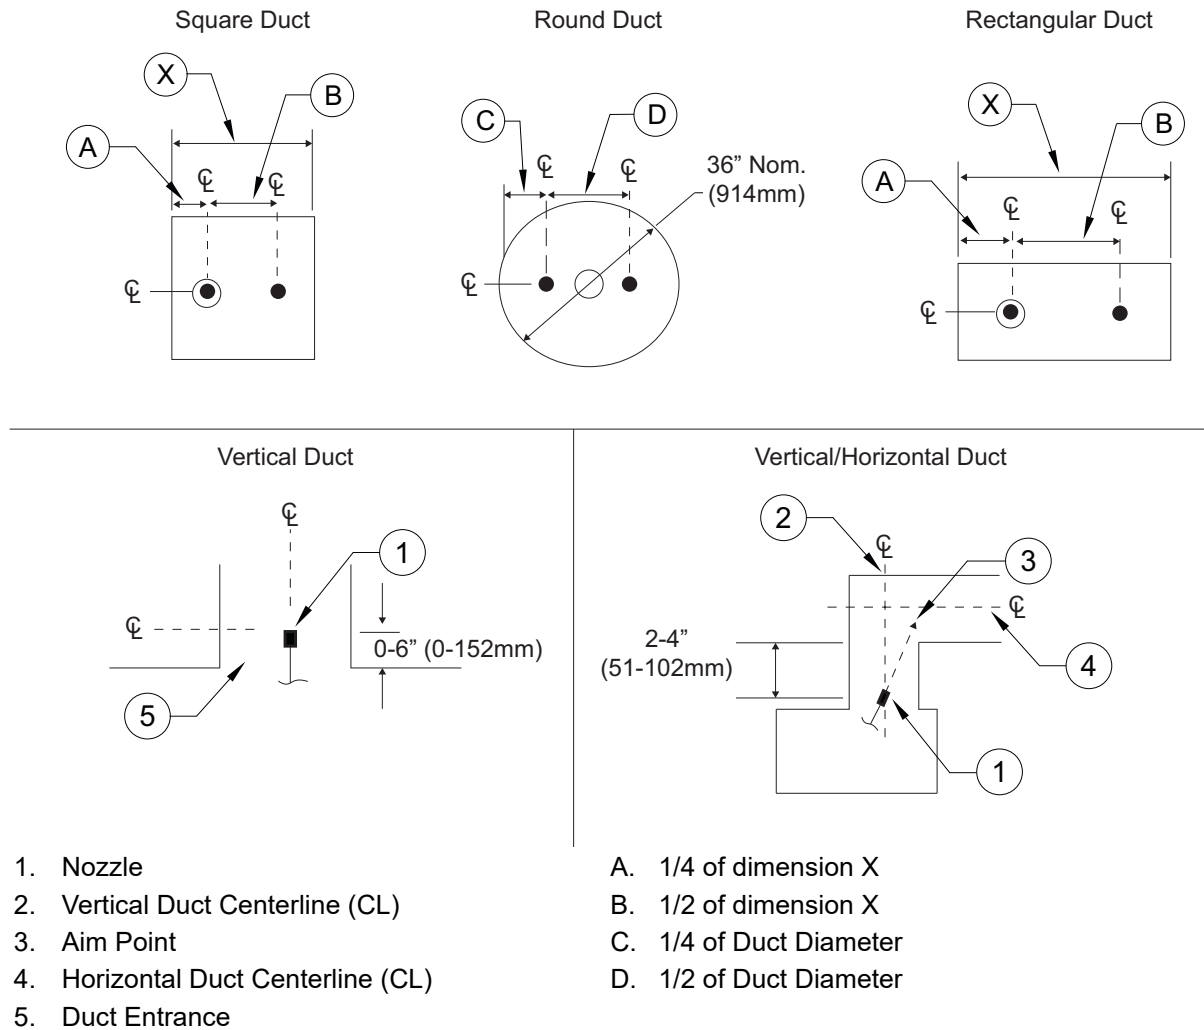 Square Duct
Round Duct
Rectangular Duct
X
B
A
℄
℄
℄
C
D
℄
℄
℄
36” Nom.
(914mm)
X
B
A
℄
℄
℄
Vertical Duct
℄
1
℄
0-6” (0-152mm)
5
Vertical/Horizontal Duct
2
℄
3
℄
2-4”
(51-102mm)
4
1
1. Nozzle
2. Vertical Duct Centerline (CL)
3. Aim Point
4. Horizontal Duct Centerline (CL)
5. Duct Entrance
A. 1/4 of dimension X
B. 1/2 of dimension X
C. 1/4 of Duct Diameter
D. 1/2 of Duct Diameter